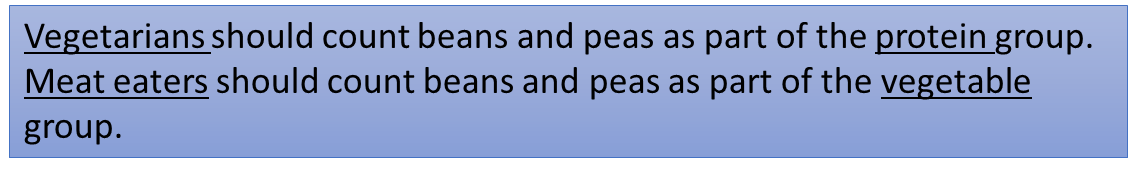 Vegetarians should count beans and peas as part of the protein group.
Meat eaters should count beans and peas as part of the vegetable
group.